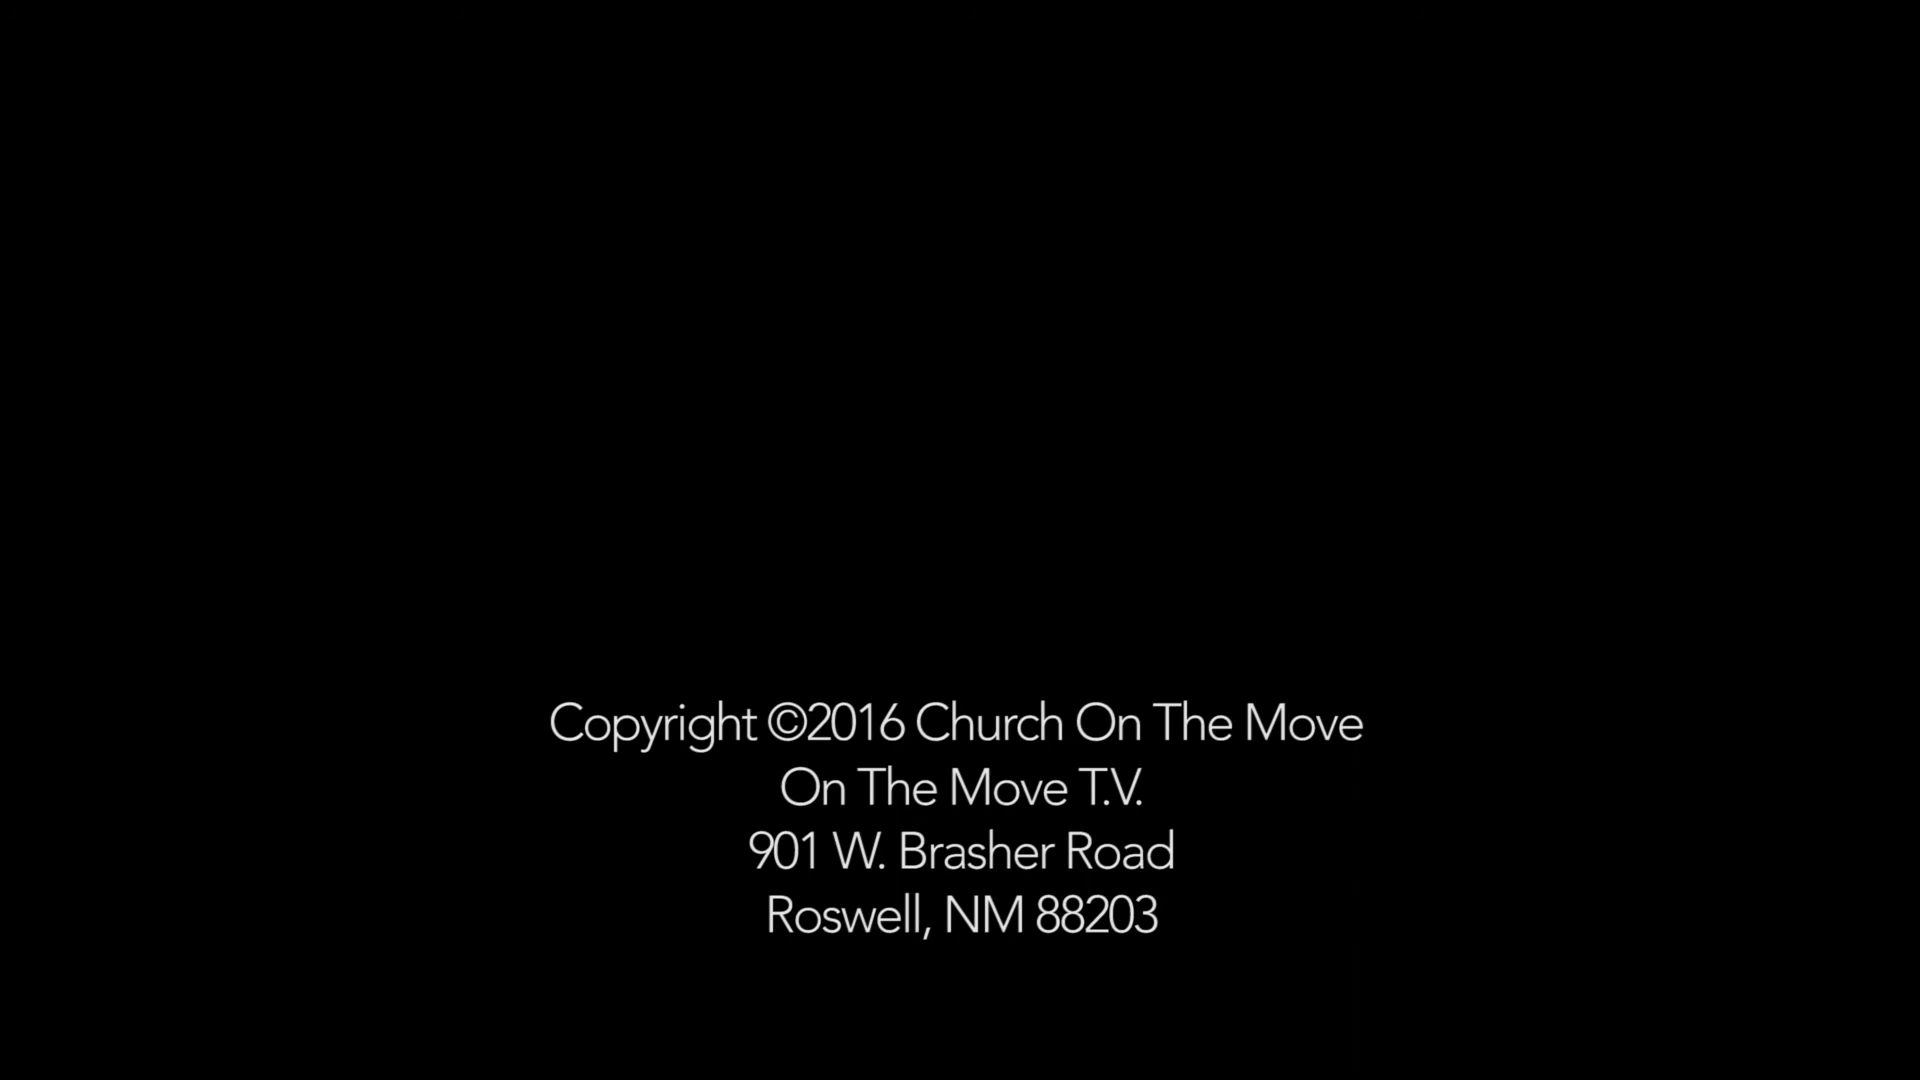 Copyright ©2016 Church On The Move
On The Move T.V.
901 W. Brasher Road
Roswell, NM 88203